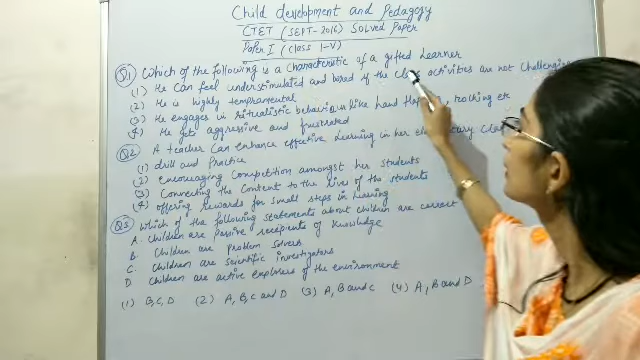 Child development and Pedagogy
CTET (SEPT-2016) SOLVED Paper
Paper I (class I-V)
Q1 Which of the following is a characteristic of a gifted Learner
(1) He can feel understimulated and bored if the class activities are not challenging
(2) He is highly tempramental
(3) He engages in ritualistic behaviour like hand rocking etc
(4) He gets aggressive and frustrated
Q2 A teacher can enhance effective Learning in her
(1) drill and Practice
(2) Encouraging Competition amongst her students
(3) Connecting the Content to the lives of the students
(4) offering rewards for small steps in learning
Q3 Which of the following statements about children are correct
A. Children are passive recipients of knowledge
B. Children are problem solvers
C. Children are scientific investigators
D Children are active explorers of the environment
(1) B, C, D (2) A, B, C and D (3) A, B and C (4) A, B and D